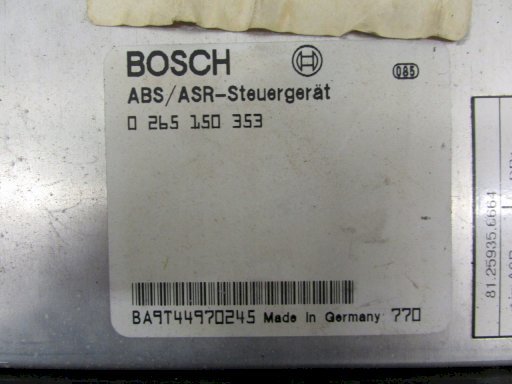 BOSCH
085
ABS/ASR-Steuergerät
0 265 150 353
BA9T44970245 Made in Germany 770
81.25935.6664